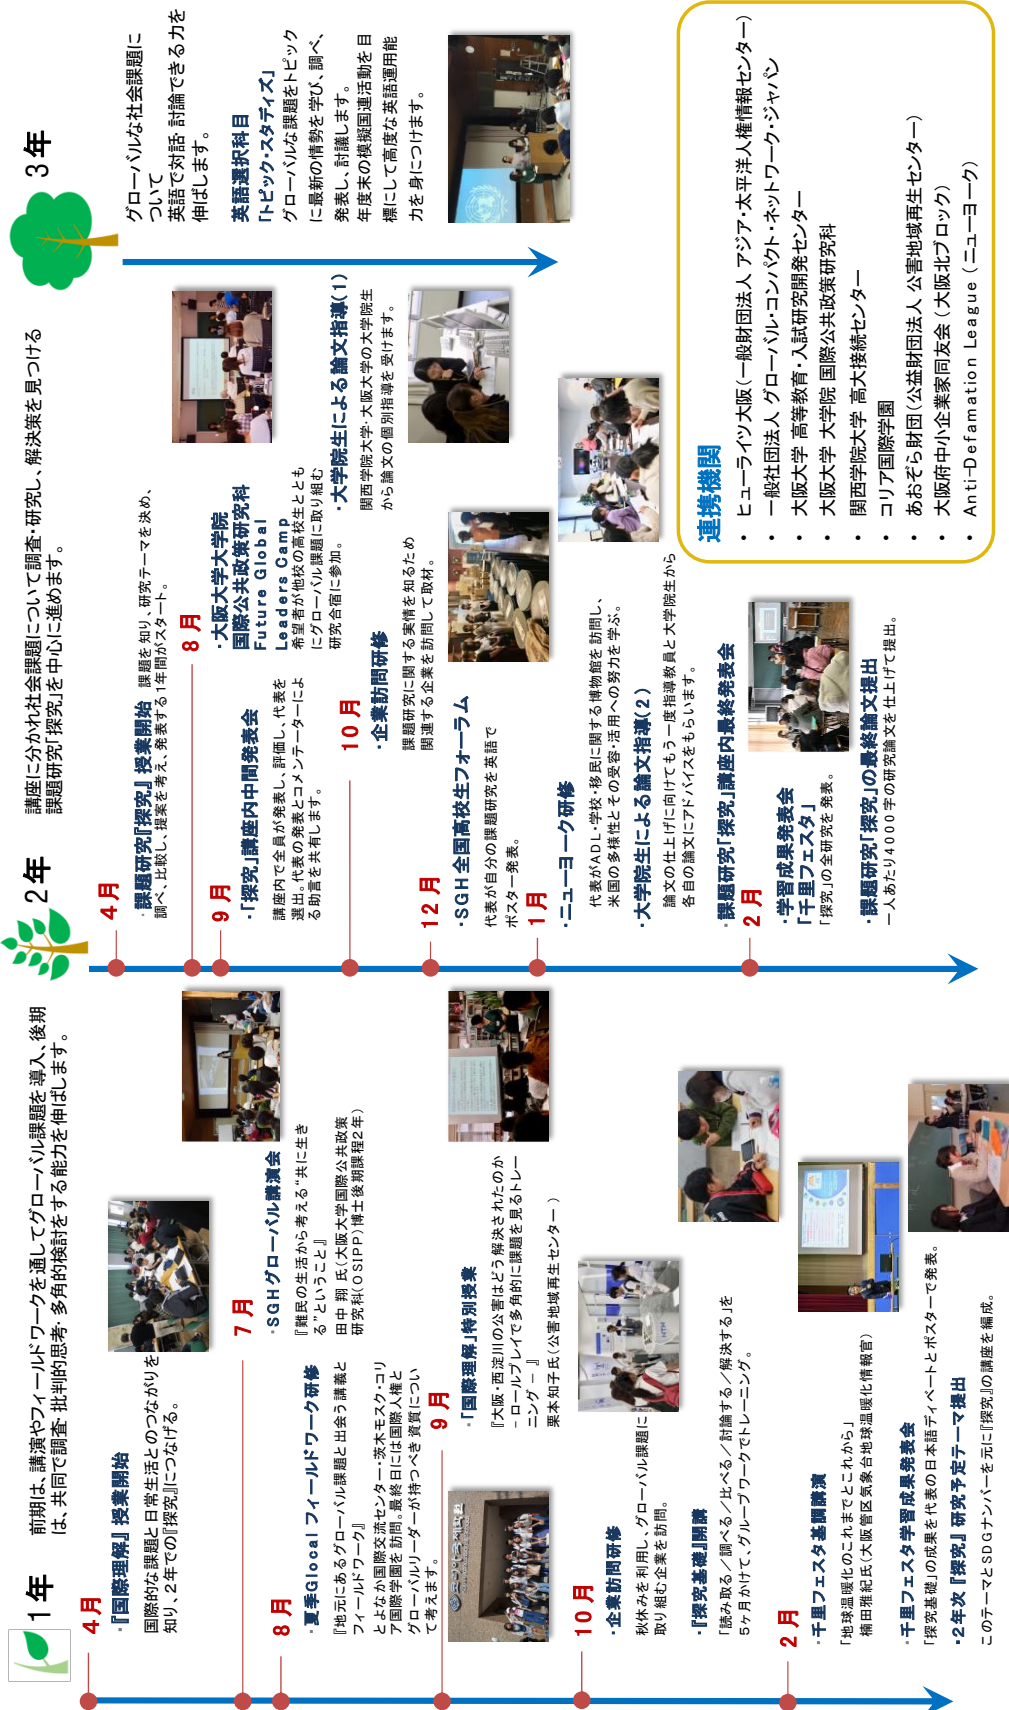 1年
前期は、講演やフィールドワークを通してグローバル課題を導入、後期
は、共同で調査・批判的思考・多角的検討をする能力を伸ばします。
4月
・『国際理解』授業開始
国際的な課題と日常生活とのつながりを
知り、2年での『探究』につなげる。
7月
・SGHグローバル講演会
『難民の生活から考える“共に生き
る”ということ』
田中 翔 氏(大阪大学国際公共政策
研究科(OSIPP)博士後期課程2年)
8月
・夏季Glocal フィールドワーク研修
『地元にあるグローバル課題と出会う講義と
フィールドワーク』
とよなか国際交流センター・茨木モスク・コリ
ア国際学園を訪問。最終日には国際人権と
グローバルリーダーが持つべき資質につい
て考えます。
9月
・「国際理解」特別授業
『大阪・西淀川の公害はどう解決されたのか
－ロールプレイで多角的に課題を見るトレー
ニング－』
栗本知子氏(公害地域再生センター)
10月
・企業訪問研修
秋休みを利用し、グローバル課題に
取り組む企業を訪問。
・『探究基礎』開講
「読み取る／調べる／比べる／討論する／解決する」を
5ヶ月かけて、グループワークでトレーニング。
2月
・千里フェスタ基調講演
「地球温暖化のこれまでとこれから」
楠田雅紀氏(大阪管区気象台地球温暖化情報官)
・千里フェスタ学習成果発表会
「探究基礎」の成果を代表の日本語ディベートとポスターで発表。
・2年次『探究』研究予定テーマ提出
このテーマとSDGナンバーを元に『探究』の講座を編成。
2年
講座に分かれ社会課題について調査・研究し、解決策を見つける
課題研究「探究」を中心に進めます。
4月
・課題研究『探究』授業開始 課題を知り、研究テーマを決め、
調べ、比較し、提案を考え、発表する1年間がスタート。
8月
・大阪大学大学院
国際公共政策研究科
Future Global
Leaders Camp
希望者が他校の高校生ととも
にグローバル課題に取り組む
研究合宿に参加。
・大学院生による論文指導(1)
関西学院大学・大阪大学の大学院生
から論文の個別指導を受けます。
9月
・「探究」講座内中間発表会
講座内で全員が発表し、評価し、代表を
選出。代表の発表とコメンテーターによ
る助言を共有します。
10月
・企業訪問研修
課題研究に関する実情を知るため
関連する企業を訪問して取材。
12月
・SGH全国高校生フォーラム
代表が自分の課題研究を英語で
ポスター発表。
1月
・ニューヨーク研修
代表がADL・学校・移民に関する博物館を訪問し、
米国の多様性とその受容・活用への努力を学ぶ。
・大学院生による論文指導(2)
論文の仕上げに向けてもう一度指導教員と大学院生から
各自の論文にアドバイスをもらいます。
・課題研究「探究」講座内最終発表会
2月
・学習成果発表会
「千里フェスタ」
「探究」の全研究を発表。
・課題研究「探究」の最終論文提出
一人あたり4000字の研究論文を仕上げて提出。
3年
グローバルな社会課題に
ついて
英語で対話・討論できる力を
伸ばします。
英語選択科目
「トピック・スタディズ」
グローバルな課題をトピック
に最新の情勢を学び、調べ、
発表し、討議します。
年度末の模擬国連活動を目
標にして高度な英語運用能
力を身につけます。
連携機関
・ヒューライツ大阪(一般財団法人 アジア・太平洋人権情報センター)
・一般社団法人 グローバル・コンパクト・ネットワーク・ジャパン
・大阪大学 高等教育・入試研究開発センター
・大阪大学 大学院 国際公共政策研究科
・関西学院大学 高大接続センター
・コリア国際学園
・あおぞら財団(公益財団法人 公害地域再生センター)
・大阪府中小企業家同友会(大阪北ブロック)
・Anti-Defamation League(ニューヨーク)